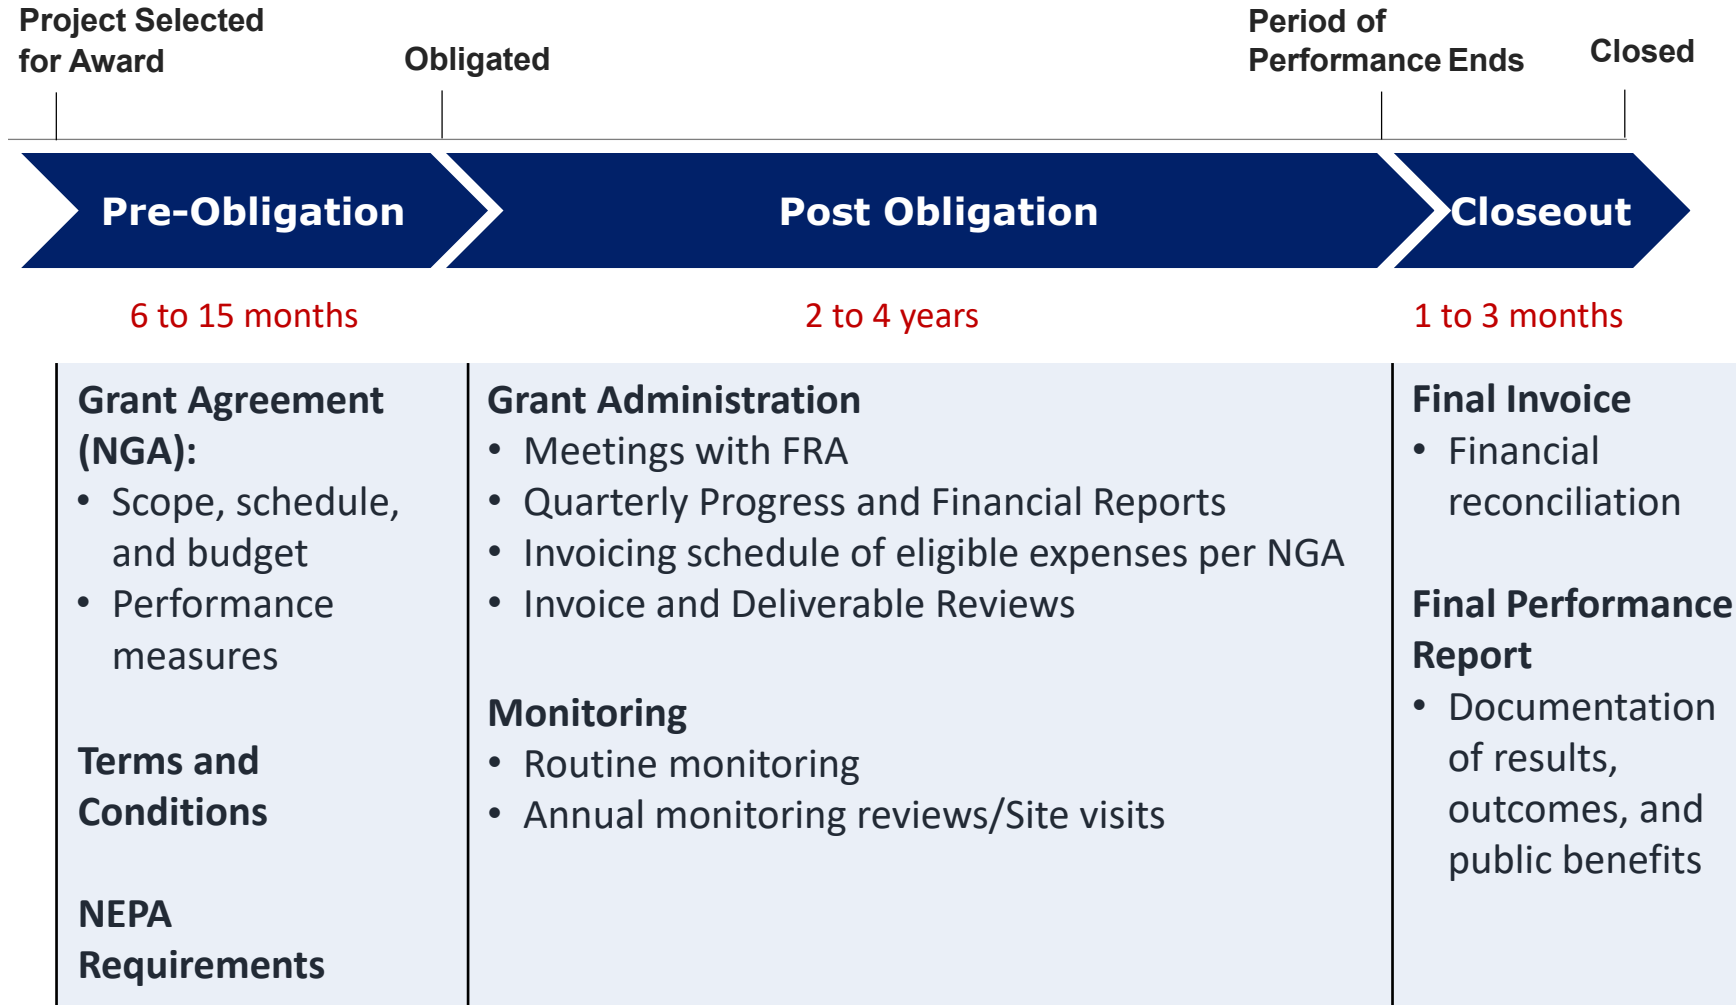 Project Selected
for Award
Obligated
Period of
Performance Ends
Closed
Pre-Obligation
Post Obligation
Closeout
6 to 15 months
2 to 4 years
1 to 3 months
Grant Agreement
(NGA):
• Scope, schedule,
and budget
• Performance
measures
Terms and
Conditions
NEPA
Requirements
Grant Administration
• Meetings with FRA
• Quarterly Progress and Financial Reports
• Invoicing schedule of eligible expenses per NGA
• Invoice and Deliverable Reviews
Monitoring
• Routine monitoring
• Annual monitoring reviews/Site visits
Final Invoice
• Financial
reconciliation
Final Performance
Report
• Documentation
of results,
outcomes, and
public benefits